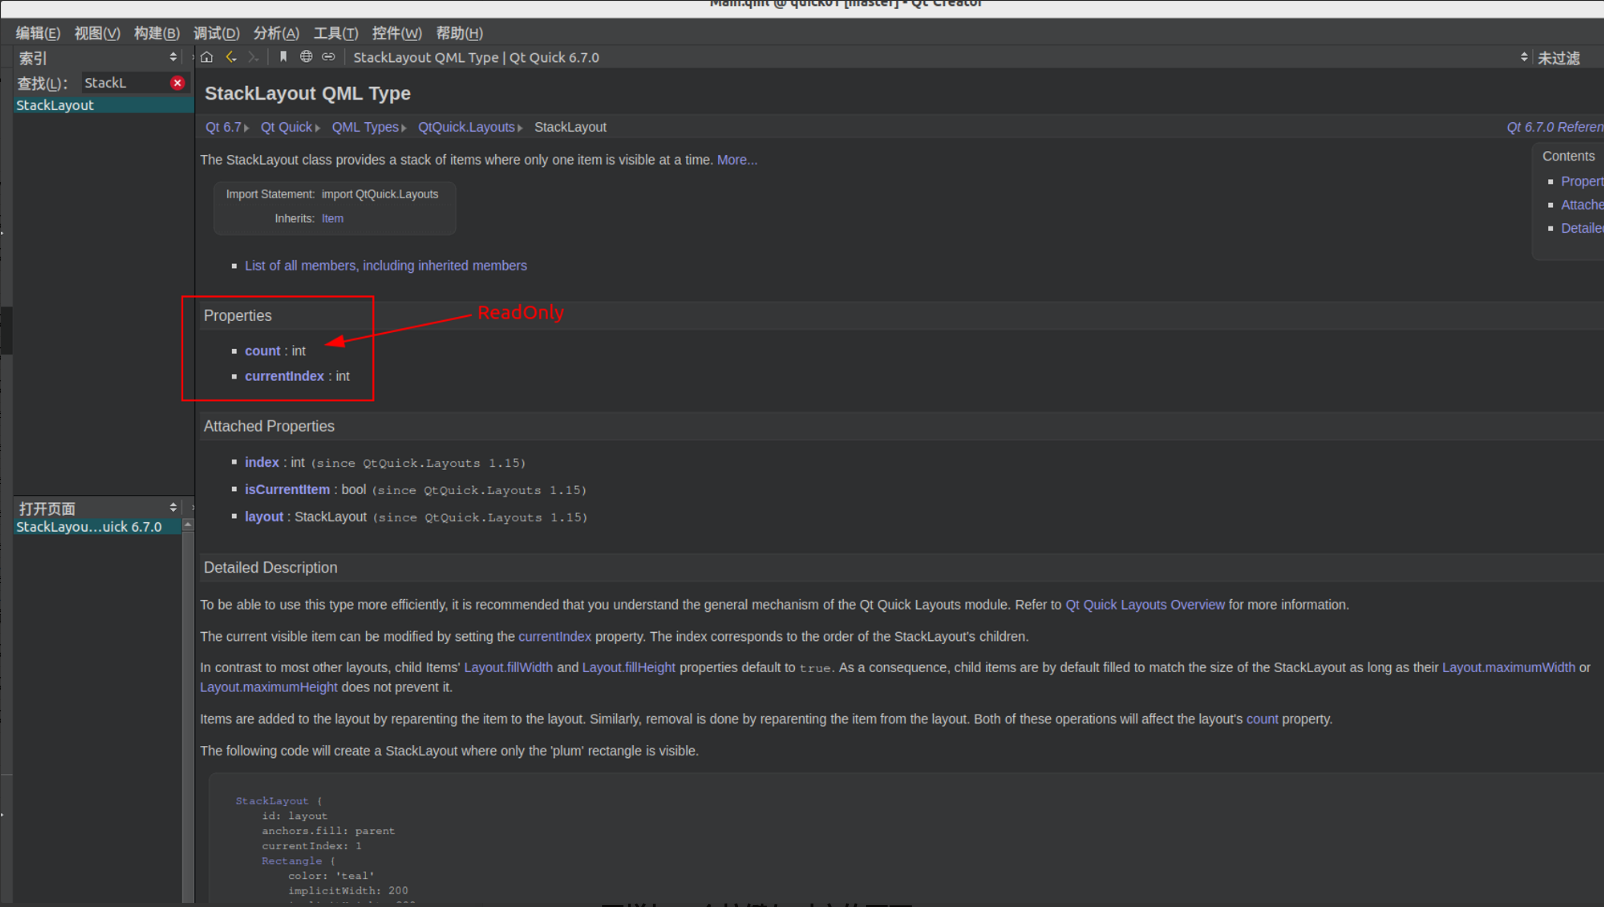 Main.qml @ quick01 [master] - Qt Creator
编辑(E) 视图(V) 构建(B) 调试(D) 分析(A) 工具(T) 控件(W) 帮助(H)
索引
StackLayout QML Type | Qt Quick 6.7.0
未过滤
查找(L): StackL
StackLayout
StackLayout QML Type
Qt 6.7 Qt Quick QML Types QtQuick.Layouts StackLayout
Qt 6.7.0 Referen
The StackLayout class provides a stack of items where only one item is visible at a time. More...
Contents
Propert
Attache
Detailed
Import Statement: import QtQuick.Layouts
Inherits: Item
List of all members, including inherited members
Properties
ReadOnly
count : int
currentIndex : int
Attached Properties
index : int (since QtQuick.Layouts 1.15)
isCurrentItem : bool (since QtQuick.Layouts 1.15)
layout : StackLayout (since QtQuick.Layouts 1.15)
打开页面
StackLayou...uick 6.7.0
Detailed Description
To be able to use this type more efficiently, it is recommended that you understand the general mechanism of the Qt Quick Layouts module. Refer to Qt Quick Layouts Overview for more information.
The current visible item can be modified by setting the currentIndex property. The index corresponds to the order of the StackLayout's children.
In contrast to most other layouts, child Items' Layout.fillWidth and Layout.fillHeight properties default to true. As a consequence, child items are by default filled to match the size of the StackLayout as long as their Layout.maximumWidth or
Layout.maximumHeight does not prevent it.
Items are added to the layout by reparenting the item to the layout. Similarly, removal is done by reparenting the item from the layout. Both of these operations will affect the layout's count property.
The following code will create a StackLayout where only the 'plum' rectangle is visible.
StackLayout {
id: layout
anchors.fill: parent
currentIndex: 1
Rectangle {
color: 'teal'
implicitWidth: 200